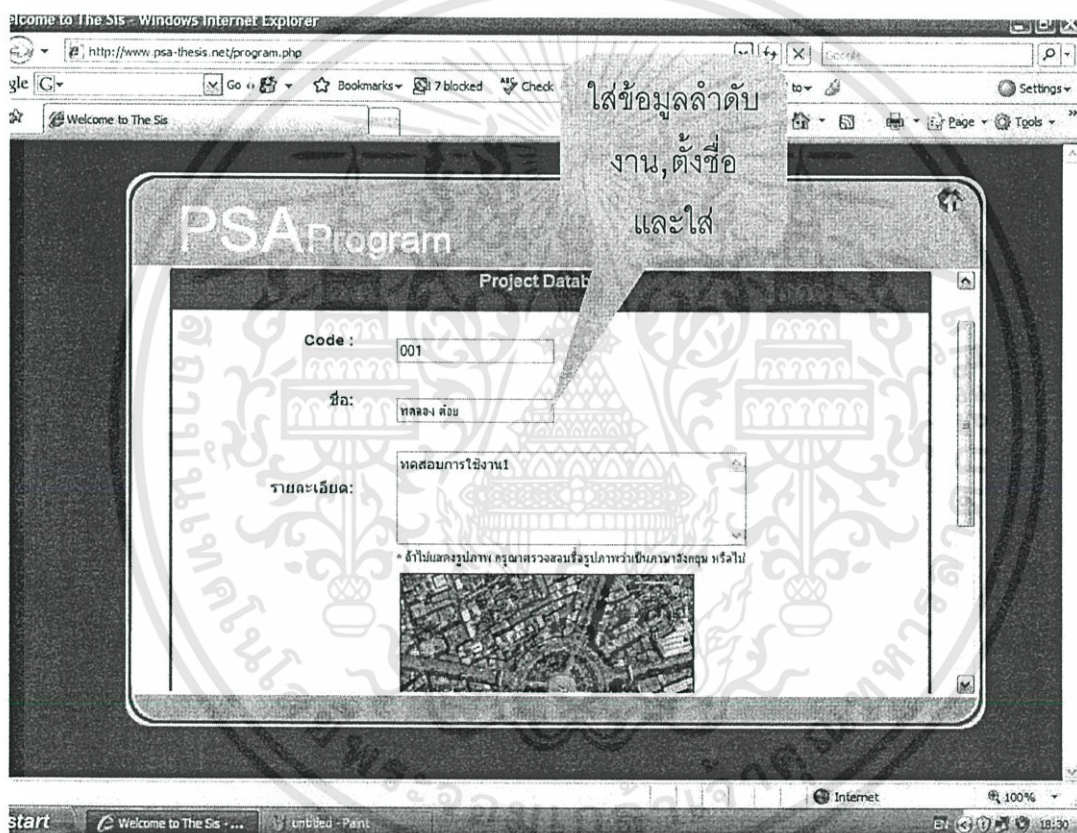 elcome to The Sis - Windows Internet Explorer
http://www.psa-thesis.net/program.php
Google
gle
Go
Bookmarks
7 blocked
Check
to
Settings
Welcome to The Sis
Page
Tools
ใส่ข้อมูลลำดับ
งาน,ตั้งชื่อ
และใส่
PSA Program
Project Datab
Code :
001
ชื่อ:
ทดลอง ต้อย
รายละเอียด:
ทดสอบการใช้งาน1
* ถ้าไม่แสดงรูปภาพ กรุณาตรวจสอบชื่อรูปภาพว่าเป็นภาษาอังกฤษ หรือไม่
Internet
100%
start
Welcome to The Sis - ...
untitled - Paint
EN
18:30